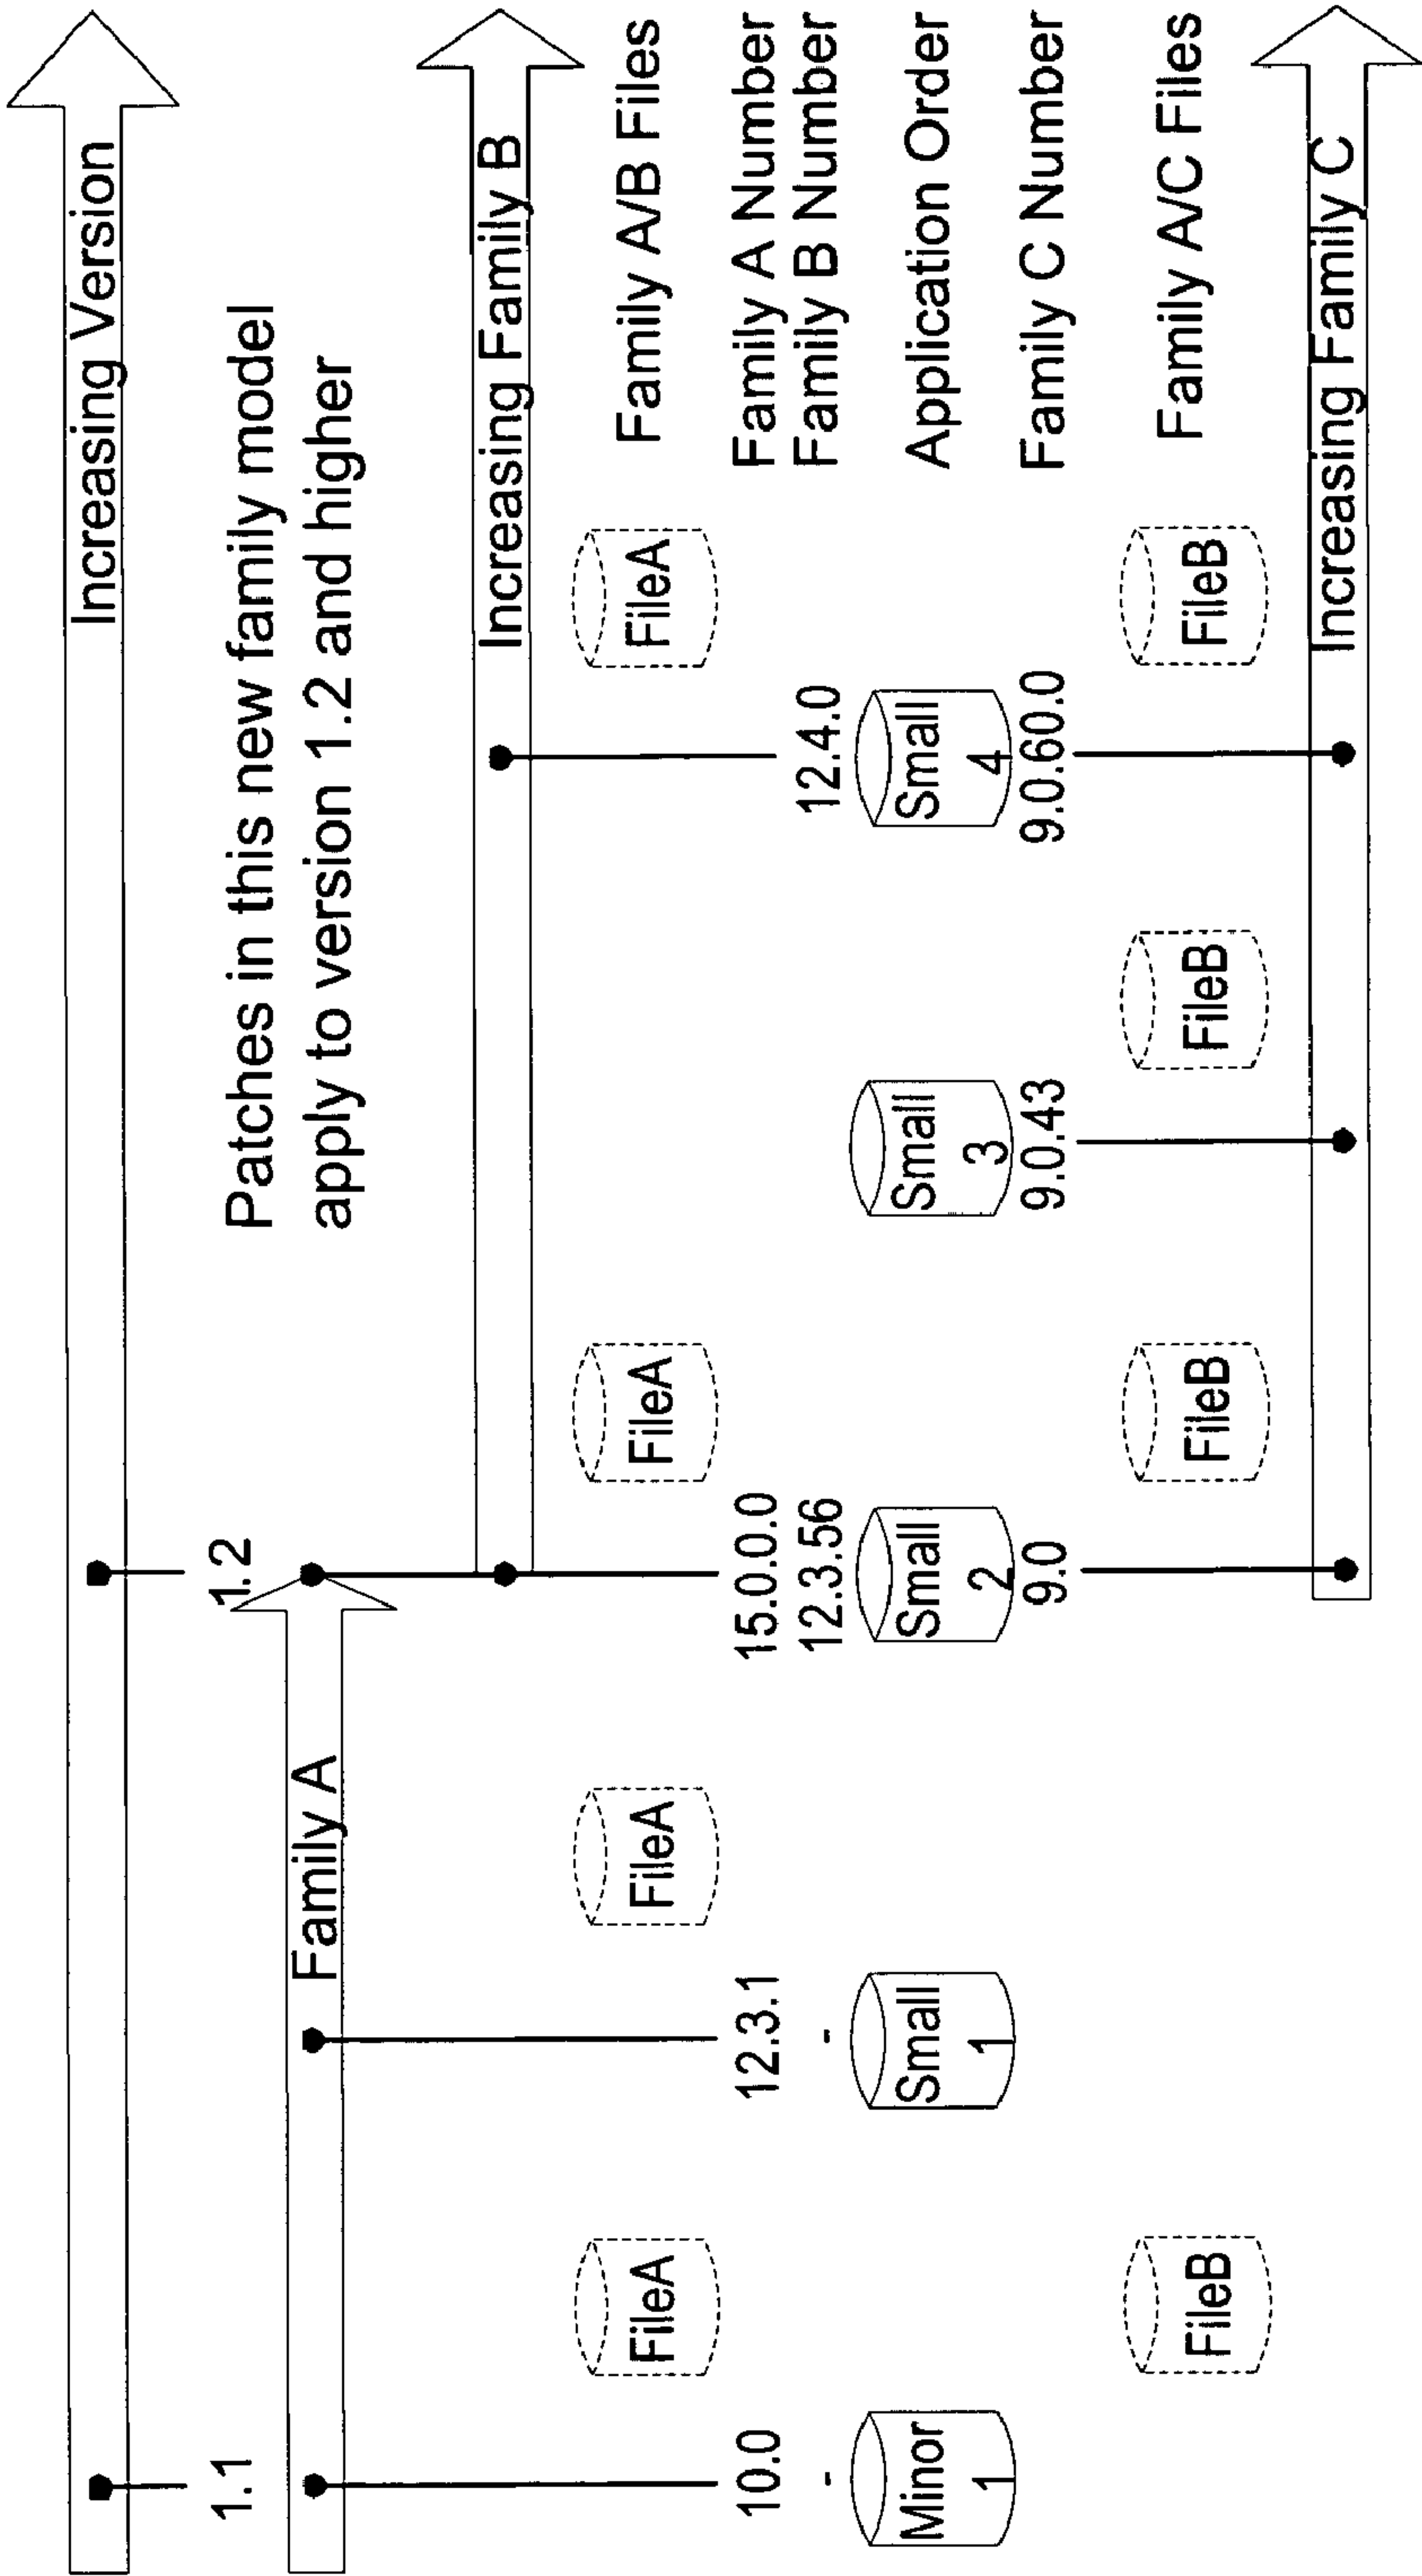 Increasing Version
1.1
1.2
Patches in this new family model
apply to version 1.2 and higher
Family A
Increasing Family B
FileA
FileA
FileA
FileA
Family A/B Files
10.0
12.3.1
15.0.0.0
Family A Number
-
-
12.3.56
12.4.0
Family B Number
Minor
1
Small
1
Small
2
Small
3
Small
4
Application Order
9.0
9.0.43
9.0.60.0
Family C Number
FileB
FileB
FileB
FileB
Family A/C Files
Increasing Family C